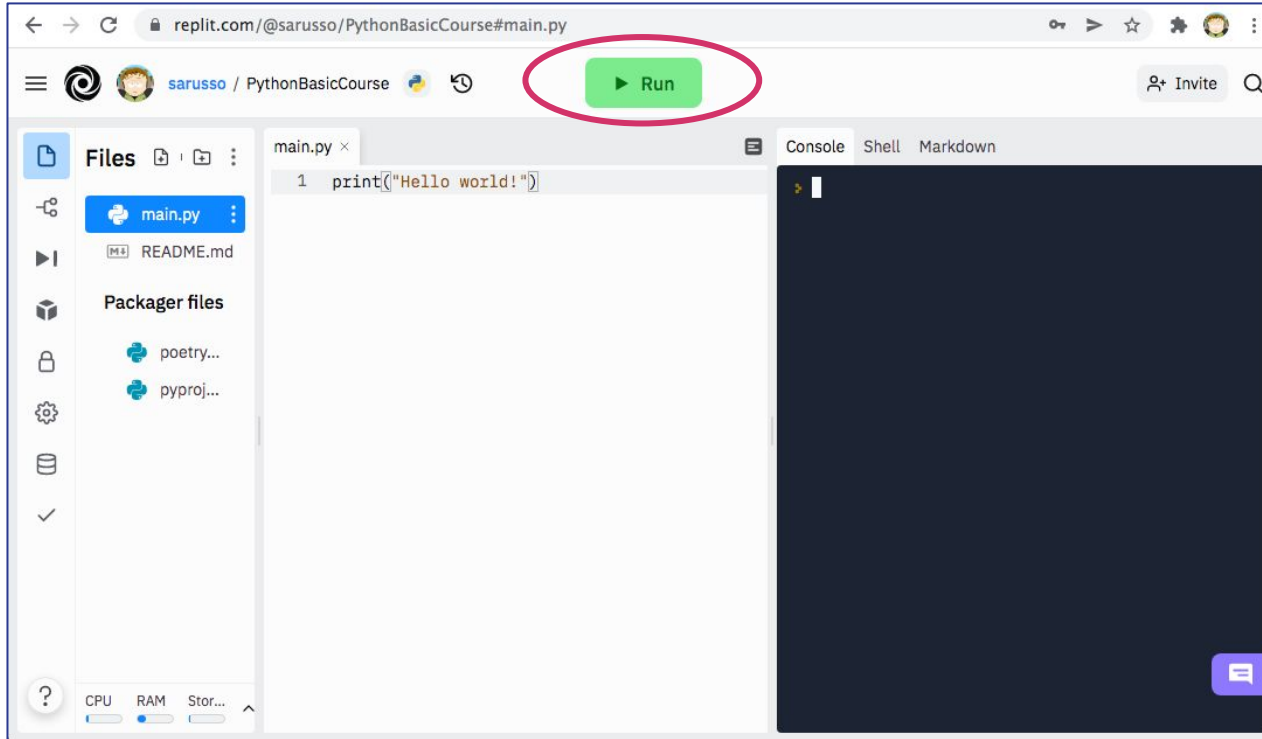 replit.com/@sarusso/PythonBasicCourse#main.py
sarusso / PythonBasicCourse
Run
Invite
Files
main.py
README.md
Packager files
poetry...
pyproj...
CPU RAM Stor...
?
main.py ×
1 print("Hello world!")
Console Shell Markdown